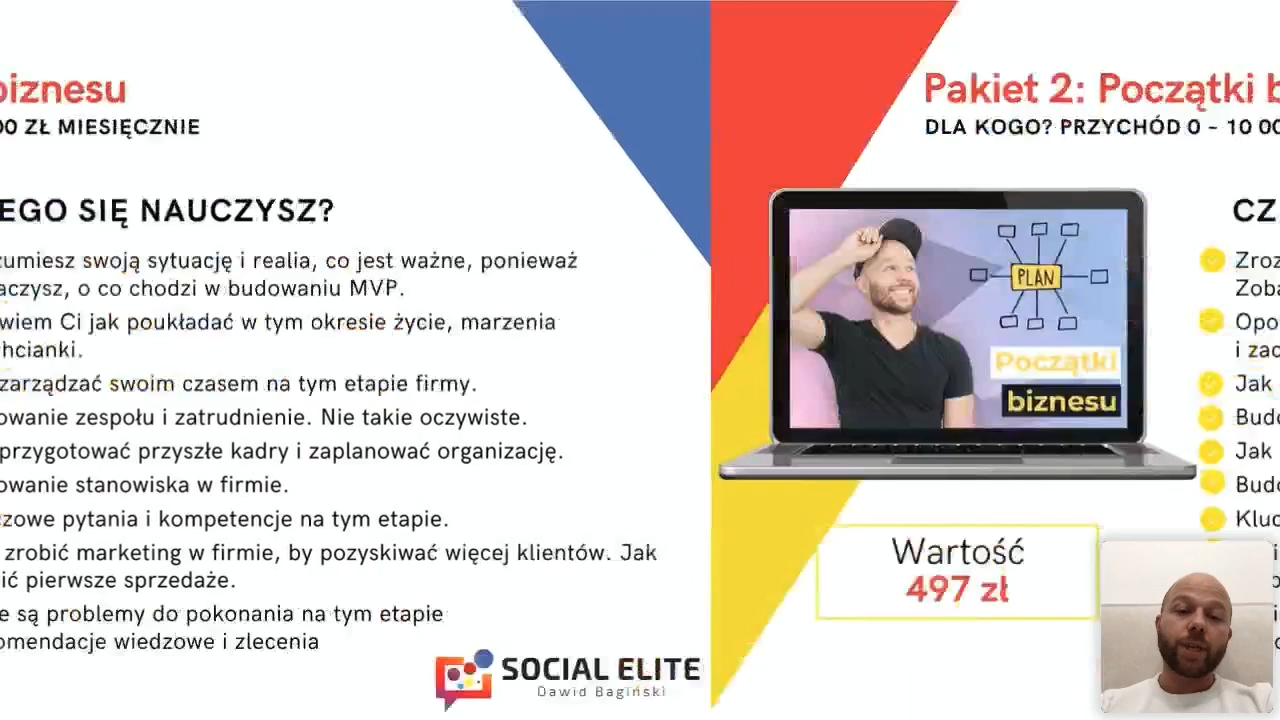 biznesu
00 ZŁ MIESIĘCZNIE
EGO SIĘ NAUCZYSZ?
zumiesz swoją sytuację i realia, co jest ważne, ponieważ
aczysz, o co chodzi w budowaniu MVP.
wiem Ci jak poukładać w tym okresie życie, marzenia
hcianki.
zarządzać swoim czasem na tym etapie firmy.
owanie zespołu i zatrudnienie. Nie takie oczywiste.
przygotować przyszłe kadry i zaplanować organizację.
owanie stanowiska w firmie.
zowe pytania i kompetencje na tym etapie.
zrobić marketing w firmie, by pozyskiwać więcej klientów. Jak
ić pierwsze sprzedaże.
e są problemy do pokonania na tym etapie
omendacje wiedzowe i zlecenia
SOCIAL ELITE
Dawid Bagiński
Pakiet 2: Początki b
DLA KOGO? PRZYCHÓD 0 – 10 00
PLAN
Początki
biznesu
Wartość
497 zł
CZ
Zroz
Zoba
Opo
i zac
Jak
Budo
Jak
Budo
Kluc